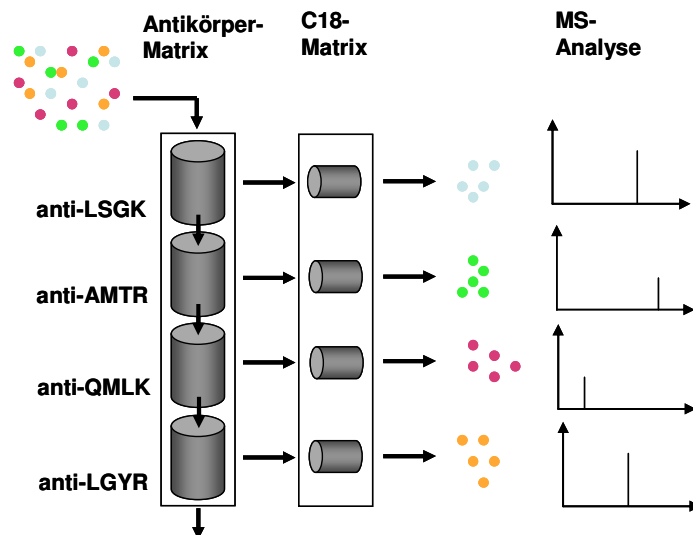 Antikörper-
Matrix
C18-
Matrix
MS-
Analyse
anti-LSGK
anti-AMTR
anti-QMLK
anti-LGYR